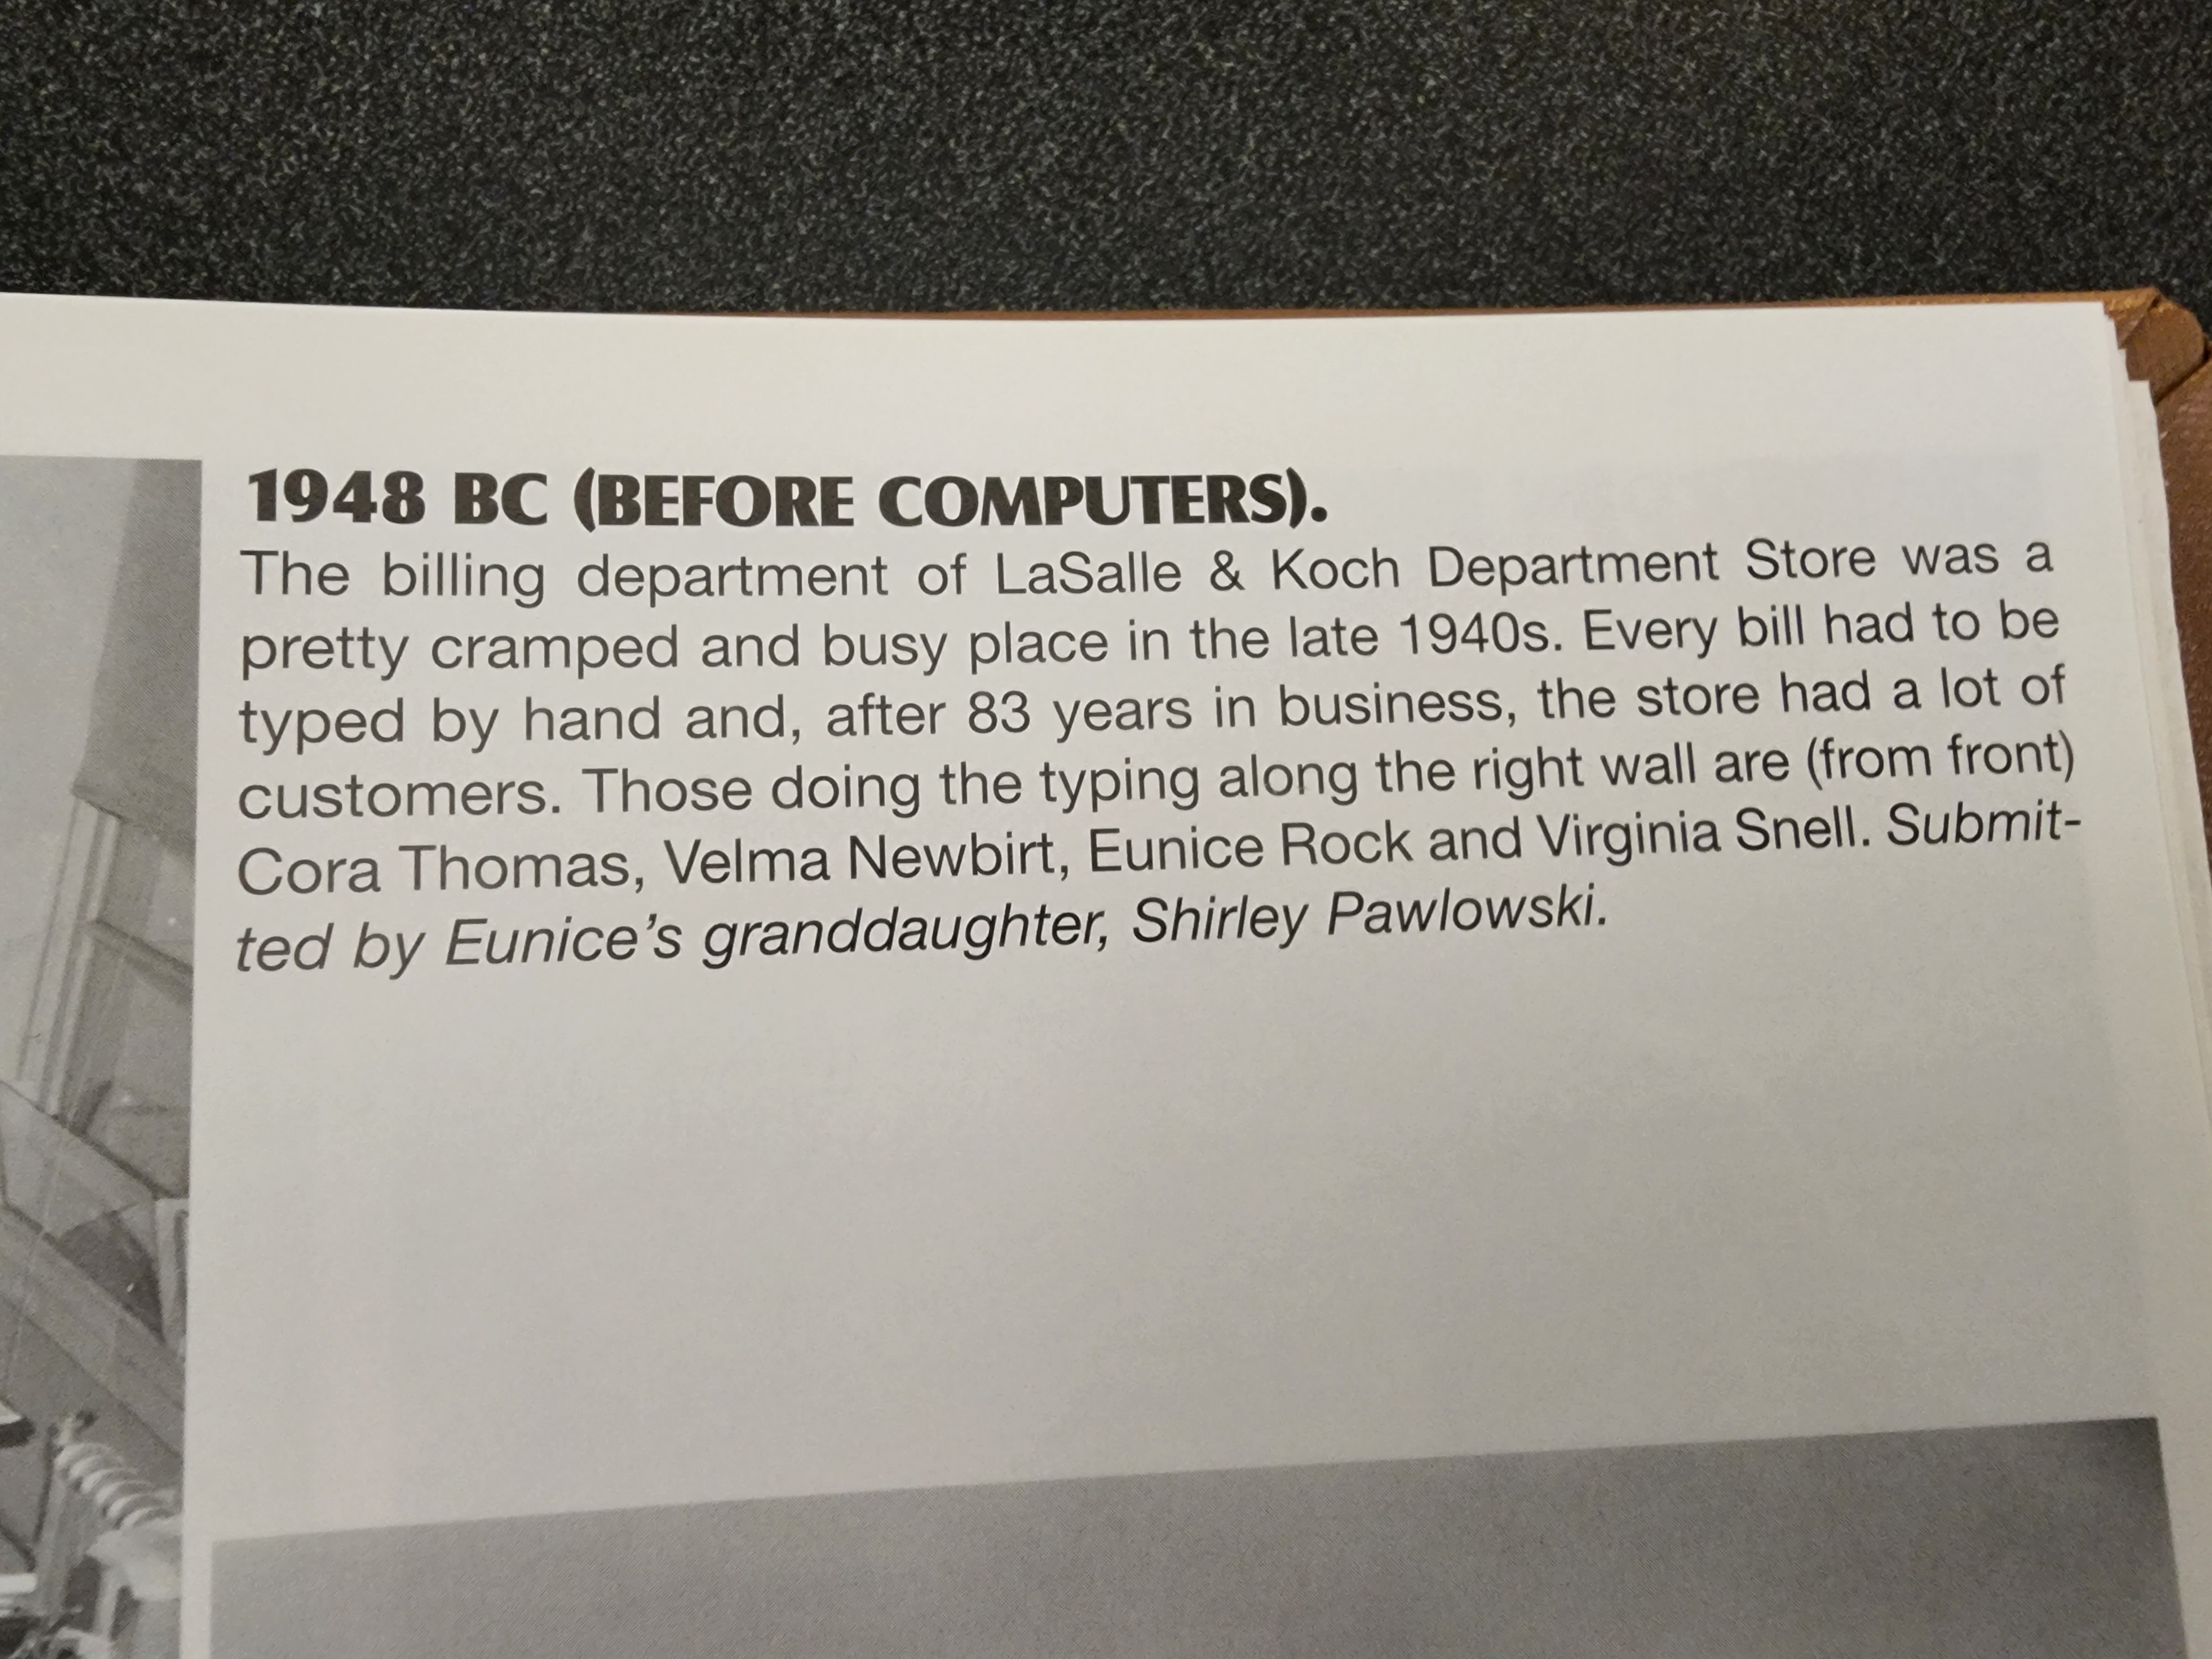 1948 BC (BEFORE COMPUTERS).
The billing department of LaSalle & Koch Department Store was a
pretty cramped and busy place in the late 1940s. Every bill had to be
typed by hand and, after 83 years in business, the store had a lot of
customers. Those doing the typing along the right wall are (from front)
Cora Thomas, Velma Newbirt, Eunice Rock and Virginia Snell. Submit-
ted by Eunice’s granddaughter, Shirley Pawlowski.